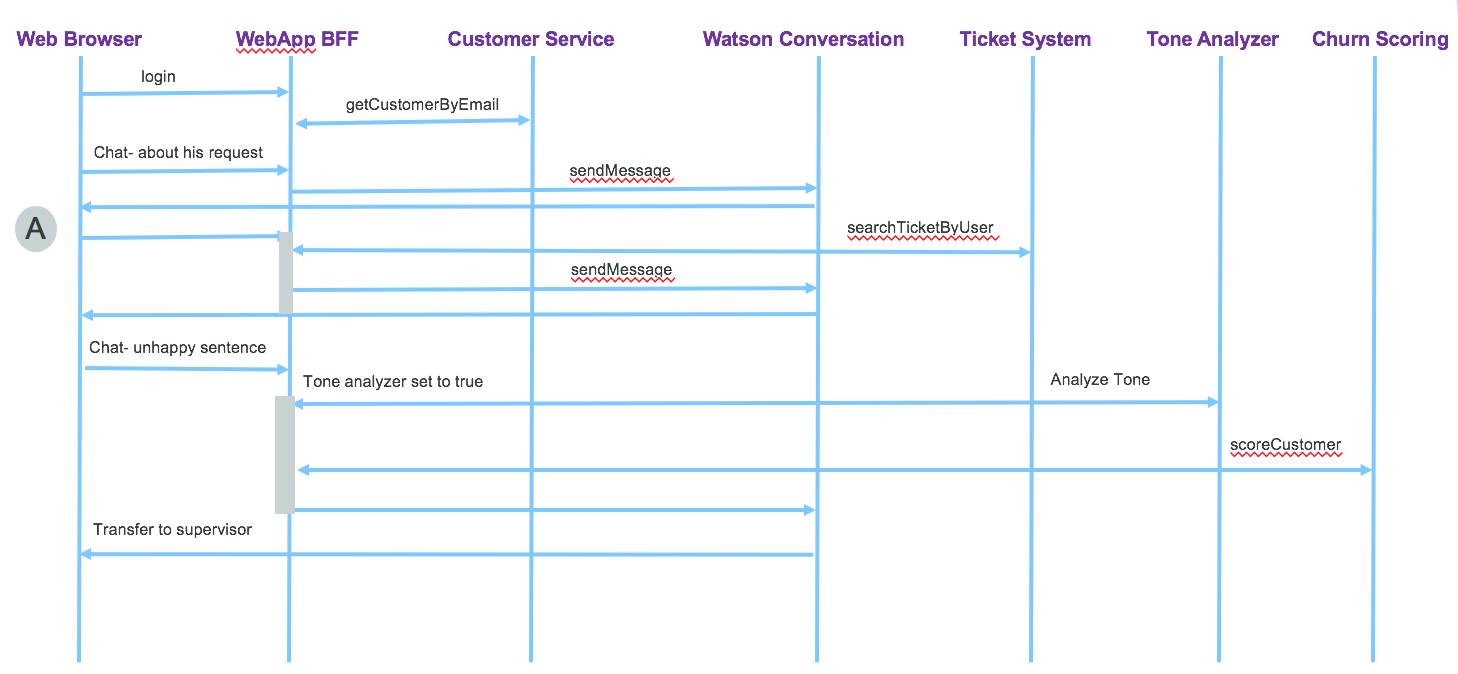 Web Browser
WebApp BFF
Customer Service
Watson Conversation
Ticket System
Tone Analyzer
Churn Scoring
login
getCustomerByEmail
Chat- about his request
sendMessage
A
searchTicketByUser
sendMessage
Chat- unhappy sentence
Tone analyzer set to true
Analyze Tone
scoreCustomer
Transfer to supervisor